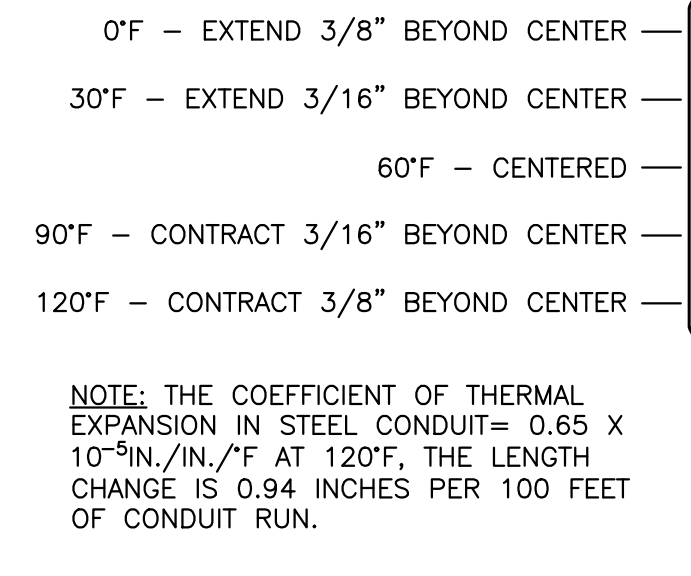 0°F — EXTEND 3/8" BEYOND CENTER
30°F — EXTEND 3/16" BEYOND CENTER
60°F — CENTERED
90°F — CONTRACT 3/16" BEYOND CENTER
120°F — CONTRACT 3/8" BEYOND CENTER
NOTE: THE COEFFICIENT OF THERMAL
EXPANSION IN STEEL CONDUIT= 0.65 X
10⁻⁵IN./IN./°F AT 120°F, THE LENGTH
CHANGE IS 0.94 INCHES PER 100 FEET
OF CONDUIT RUN.